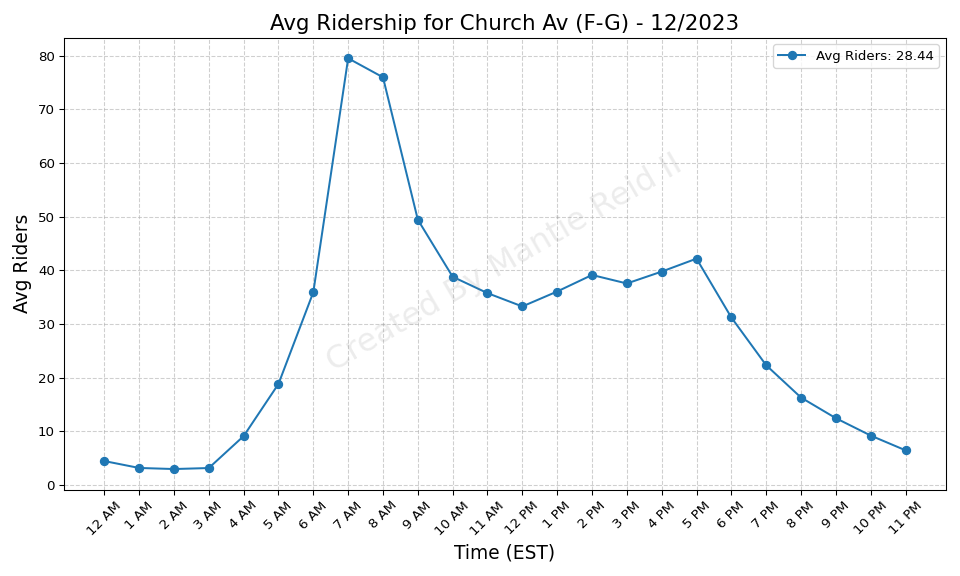 Avg Ridership for Church Av (F-G) - 12/2023
Avg Riders: 28.44
80
70
60
50
40
30
20
10
0
Avg Riders
Created By Mantie Reid II
12 AM
1 AM
2 AM
3 AM
4 AM
5 AM
6 AM
7 AM
8 AM
9 AM
10 AM
11 AM
12 PM
1 PM
2 PM
3 PM
4 PM
5 PM
6 PM
7 PM
8 PM
9 PM
10 PM
11 PM
Time (EST)